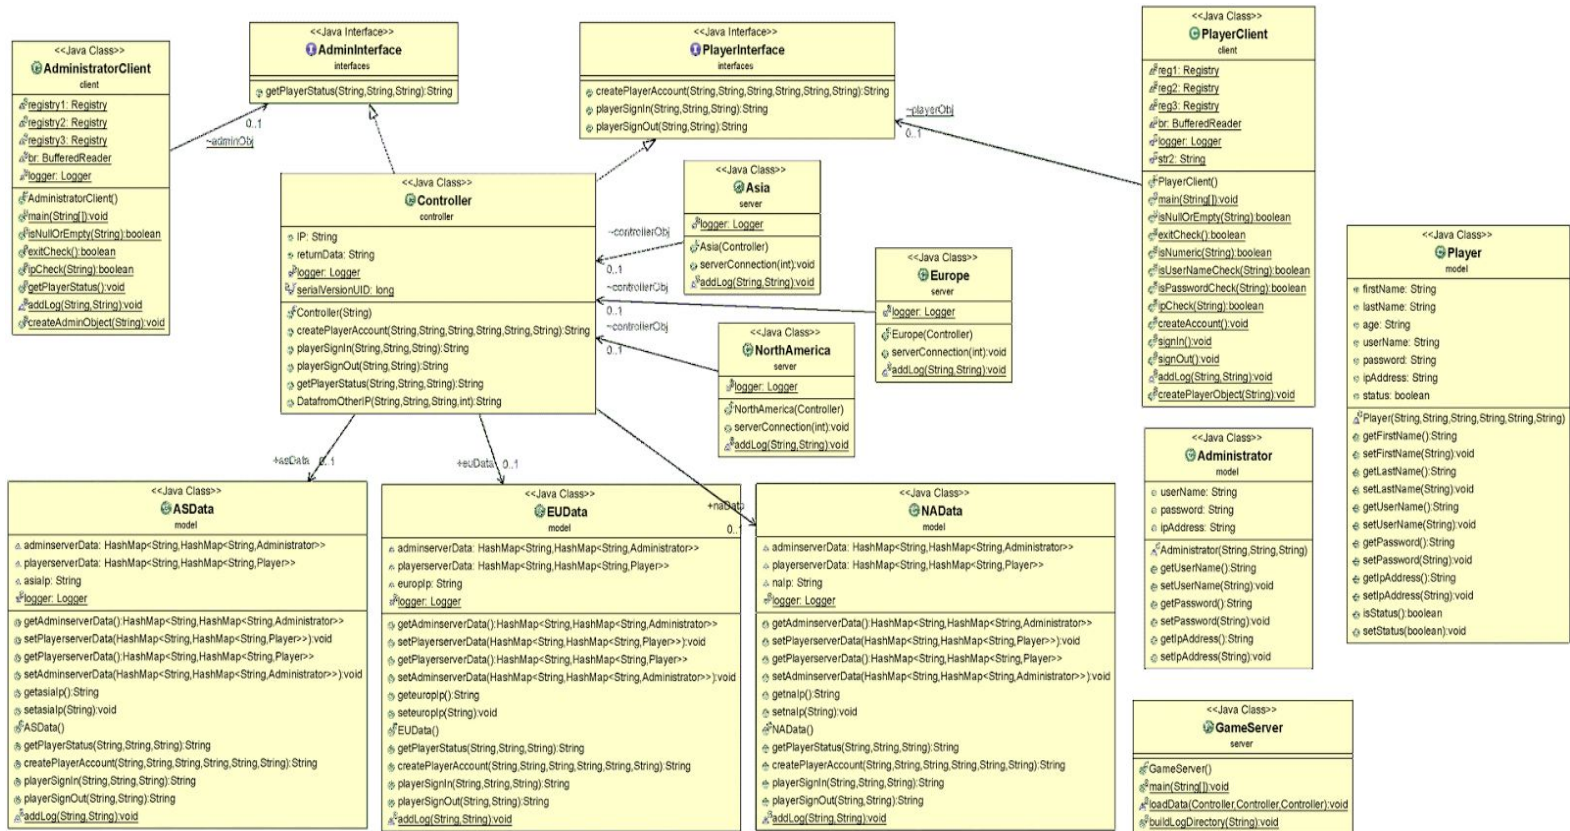 <<Java Class>>
AdministratorClient
client
registry1: Registry
registry2: Registry
registry3: Registry
br: BufferedReader
logger: Logger
AdministratorClient()
main(String[]):void
isNullOrEmpty(String):boolean
exitCheck():boolean
ipCheck(String):boolean
getPlayerStatus():void
addLog(String,String):void
createAdminObject(String):void
0..1
~adminObj
<<Java Interface>>
AdminInterface
interfaces
getPlayerStatus(String,String,String):String
<<Java Interface>>
PlayerInterface
interfaces
createPlayerAccount(String,String,String,String,String,String):String
playerSignIn(String,String,String):String
playerSignOut(String,String):String
~playerObj
0..1
<<Java Class>>
PlayerClient
client
reg1: Registry
reg2: Registry
reg3: Registry
br: BufferedReader
logger: Logger
str2: String
PlayerClient()
main(String[]):void
isNullOrEmpty(String):boolean
exitCheck():boolean
isNumeric(String):boolean
isUserNameCheck(String):boolean
isPasswordCheck(String):boolean
ipCheck(String):boolean
createAccount():void
signIn():void
signOut():void
addLog(String,String):void
createPlayerObject(String):void
<<Java Class>>
Controller
controller
IP: String
returnData: String
logger: Logger
serialVersionUID: long
Controller(String)
createPlayerAccount(String,String,String,String,String,String):String
playerSignIn(String,String,String):String
playerSignOut(String,String):String
getPlayerStatus(String,String,String):String
DatafromOtherIP(String,String,String,int):String
~controllerObj
0..1
~controllerObj
0..1
~controllerObj
0..1
<<Java Class>>
Asia
server
logger: Logger
Asia(Controller)
serverConnection(int):void
addLog(String,String):void
<<Java Class>>
Europe
server
logger: Logger
Europe(Controller)
serverConnection(int):void
addLog(String,String):void
<<Java Class>>
NorthAmerica
server
logger: Logger
NorthAmerica(Controller)
serverConnection(int):void
addLog(String,String):void
<<Java Class>>
Player
model
firstName: String
lastName: String
age: String
userName: String
password: String
ipAddress: String
status: boolean
Player(String,String,String,String,String,String)
getFirstName():String
setFirstName(String):void
getLastName():String
setLastName(String):void
getUserName():String
setUserName(String):void
getPassword():String
setPassword(String):void
getIpAddress():String
setIpAddress(String):void
isStatus():boolean
setStatus(boolean):void
<<Java Class>>
Administrator
model
userName: String
password: String
ipAddress: String
Administrator(String,String,String)
getUserName():String
setUserName(String):void
getPassword():String
setPassword(String):void
getIpAddress():String
setIpAddress(String):void
+asData 0..1
+euData 0..1
+naData
0..1
<<Java Class>>
ASData
model
adminserverData: HashMap<String,HashMap<String,Administrator>>
playerserverData: HashMap<String,HashMap<String,Player>>
asiaIp: String
logger: Logger
getAdminserverData():HashMap<String,HashMap<String,Administrator>>
setPlayerserverData(HashMap<String,HashMap<String,Player>>):void
getPlayerserverData():HashMap<String,HashMap<String,Player>>
setAdminserverData(HashMap<String,HashMap<String,Administrator>>):void
getasiaIp():String
setasiaIp(String):void
ASData()
getPlayerStatus(String,String,String):String
createPlayerAccount(String,String,String,String,String,String):String
playerSignIn(String,String,String):String
playerSignOut(String,String):String
addLog(String,String):void
<<Java Class>>
EUData
model
adminserverData: HashMap<String,HashMap<String,Administrator>>
playerserverData: HashMap<String,HashMap<String,Player>>
europIp: String
logger: Logger
getAdminserverData():HashMap<String,HashMap<String,Administrator>>
setPlayerserverData(HashMap<String,HashMap<String,Player>>):void
getPlayerserverData():HashMap<String,HashMap<String,Player>>
setAdminserverData(HashMap<String,HashMap<String,Administrator>>):void
geteuropIp():String
seteuropIp(String):void
EUData()
getPlayerStatus(String,String,String):String
createPlayerAccount(String,String,String,String,String,String):String
playerSignIn(String,String,String):String
playerSignOut(String,String):String
addLog(String,String):void
<<Java Class>>
NAData
model
adminserverData: HashMap<String,HashMap<String,Administrator>>
playerserverData: HashMap<String,HashMap<String,Player>>
naIp: String
logger: Logger
getAdminserverData():HashMap<String,HashMap<String,Administrator>>
setPlayerserverData(HashMap<String,HashMap<String,Player>>):void
getPlayerserverData():HashMap<String,HashMap<String,Player>>
setAdminserverData(HashMap<String,HashMap<String,Administrator>>):void
getnaIp():String
setnaIp(String):void
NAData()
getPlayerStatus(String,String,String):String
createPlayerAccount(String,String,String,String,String,String):String
playerSignIn(String,String,String):String
playerSignOut(String,String):String
addLog(String,String):void
<<Java Class>>
GameServer
server
GameServer()
main(String[]):void
loadData(Controller,Controller,Controller):void
buildLogDirectory(String):void